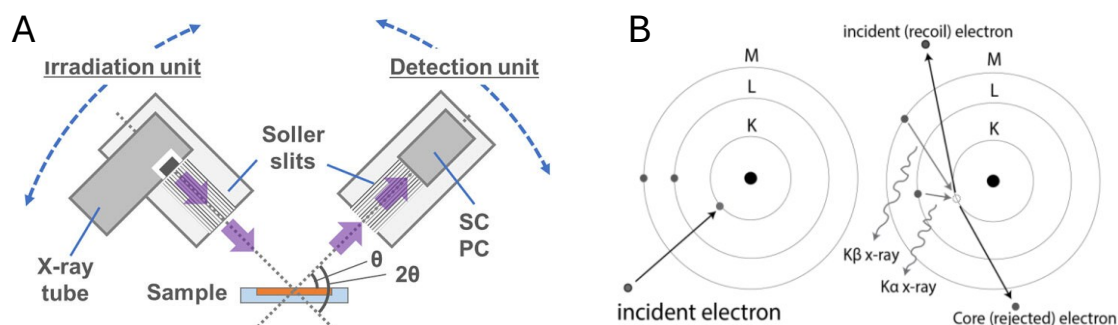 A
Irradiation unit
Detection unit
Soller
slits
X-ray
tube
SC
PC
θ
2θ
Sample
B
M
L
K
incident electron
incident (recoil) electron
M
L
K
Kβ x-ray
Kα x-ray
Core (rejected) electron